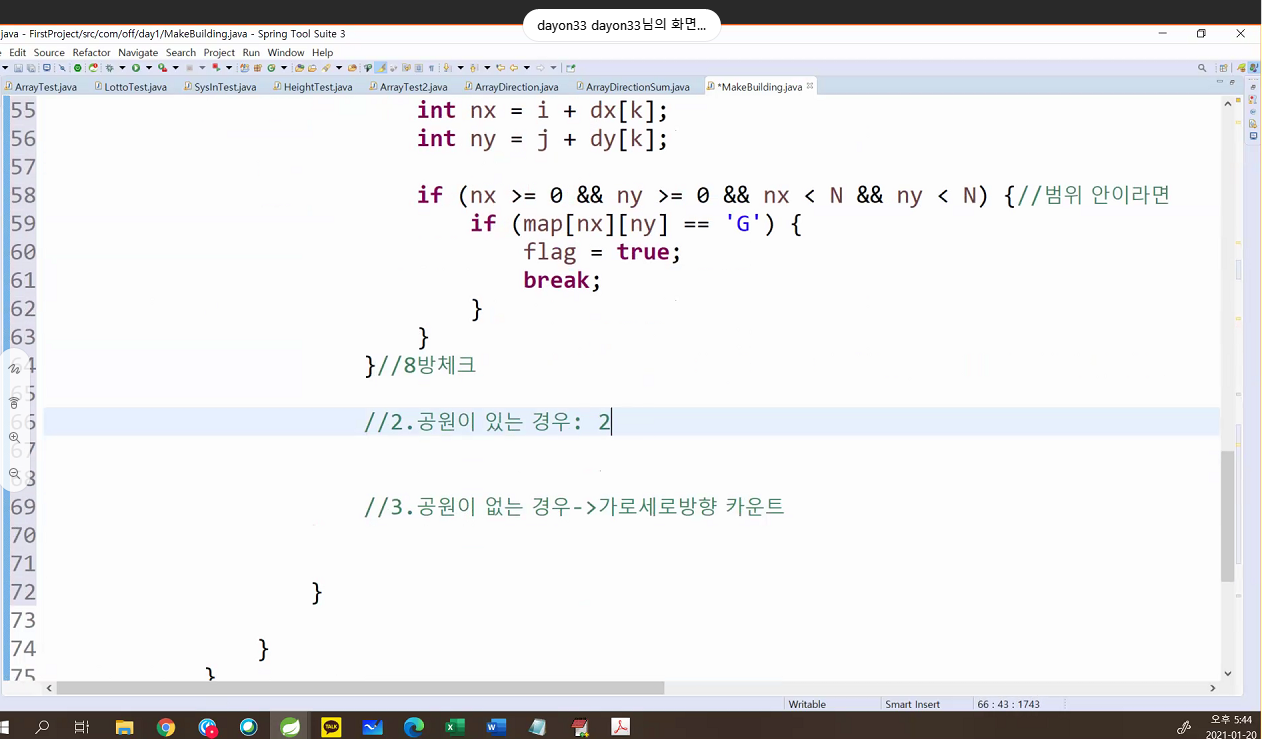 dayon33 dayon33님의 화면...
java - FirstProject/src/com/off/day1/MakeBuilding.java - Spring Tool Suite 3
Edit Source Refactor Navigate Search Project Run Window Help
ArrayTest.java LottoTest.java SysInTest.java HeightTest.java ArrayTest2.java ArrayDirection.java ArrayDirectionSum.java *MakeBuilding.java
55 int nx = i + dx[k];
56 int ny = j + dy[k];
57
58 if (nx >= 0 && ny >= 0 && nx < N && ny < N) {//범위 안이라면
59 if (map[nx][ny] == 'G') {
60 flag = true;
61 break;
62 }
63 }
64 }//8방체크
65
66 //2.공원이 있는 경우: 2
67
68
69 //3.공원이 없는 경우->가로세로방향 카운트
70
71
72 }
73
74 }
75 }
Writable Smart Insert 66 : 43 : 1743
TALK
오후 5:44
2021-01-20